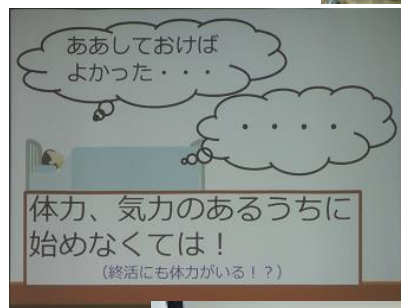 ああしておけば
よかった・・・
・・・・
体力、気力のあるうちに
始めなくては！
（終活にも体力がいる！？）